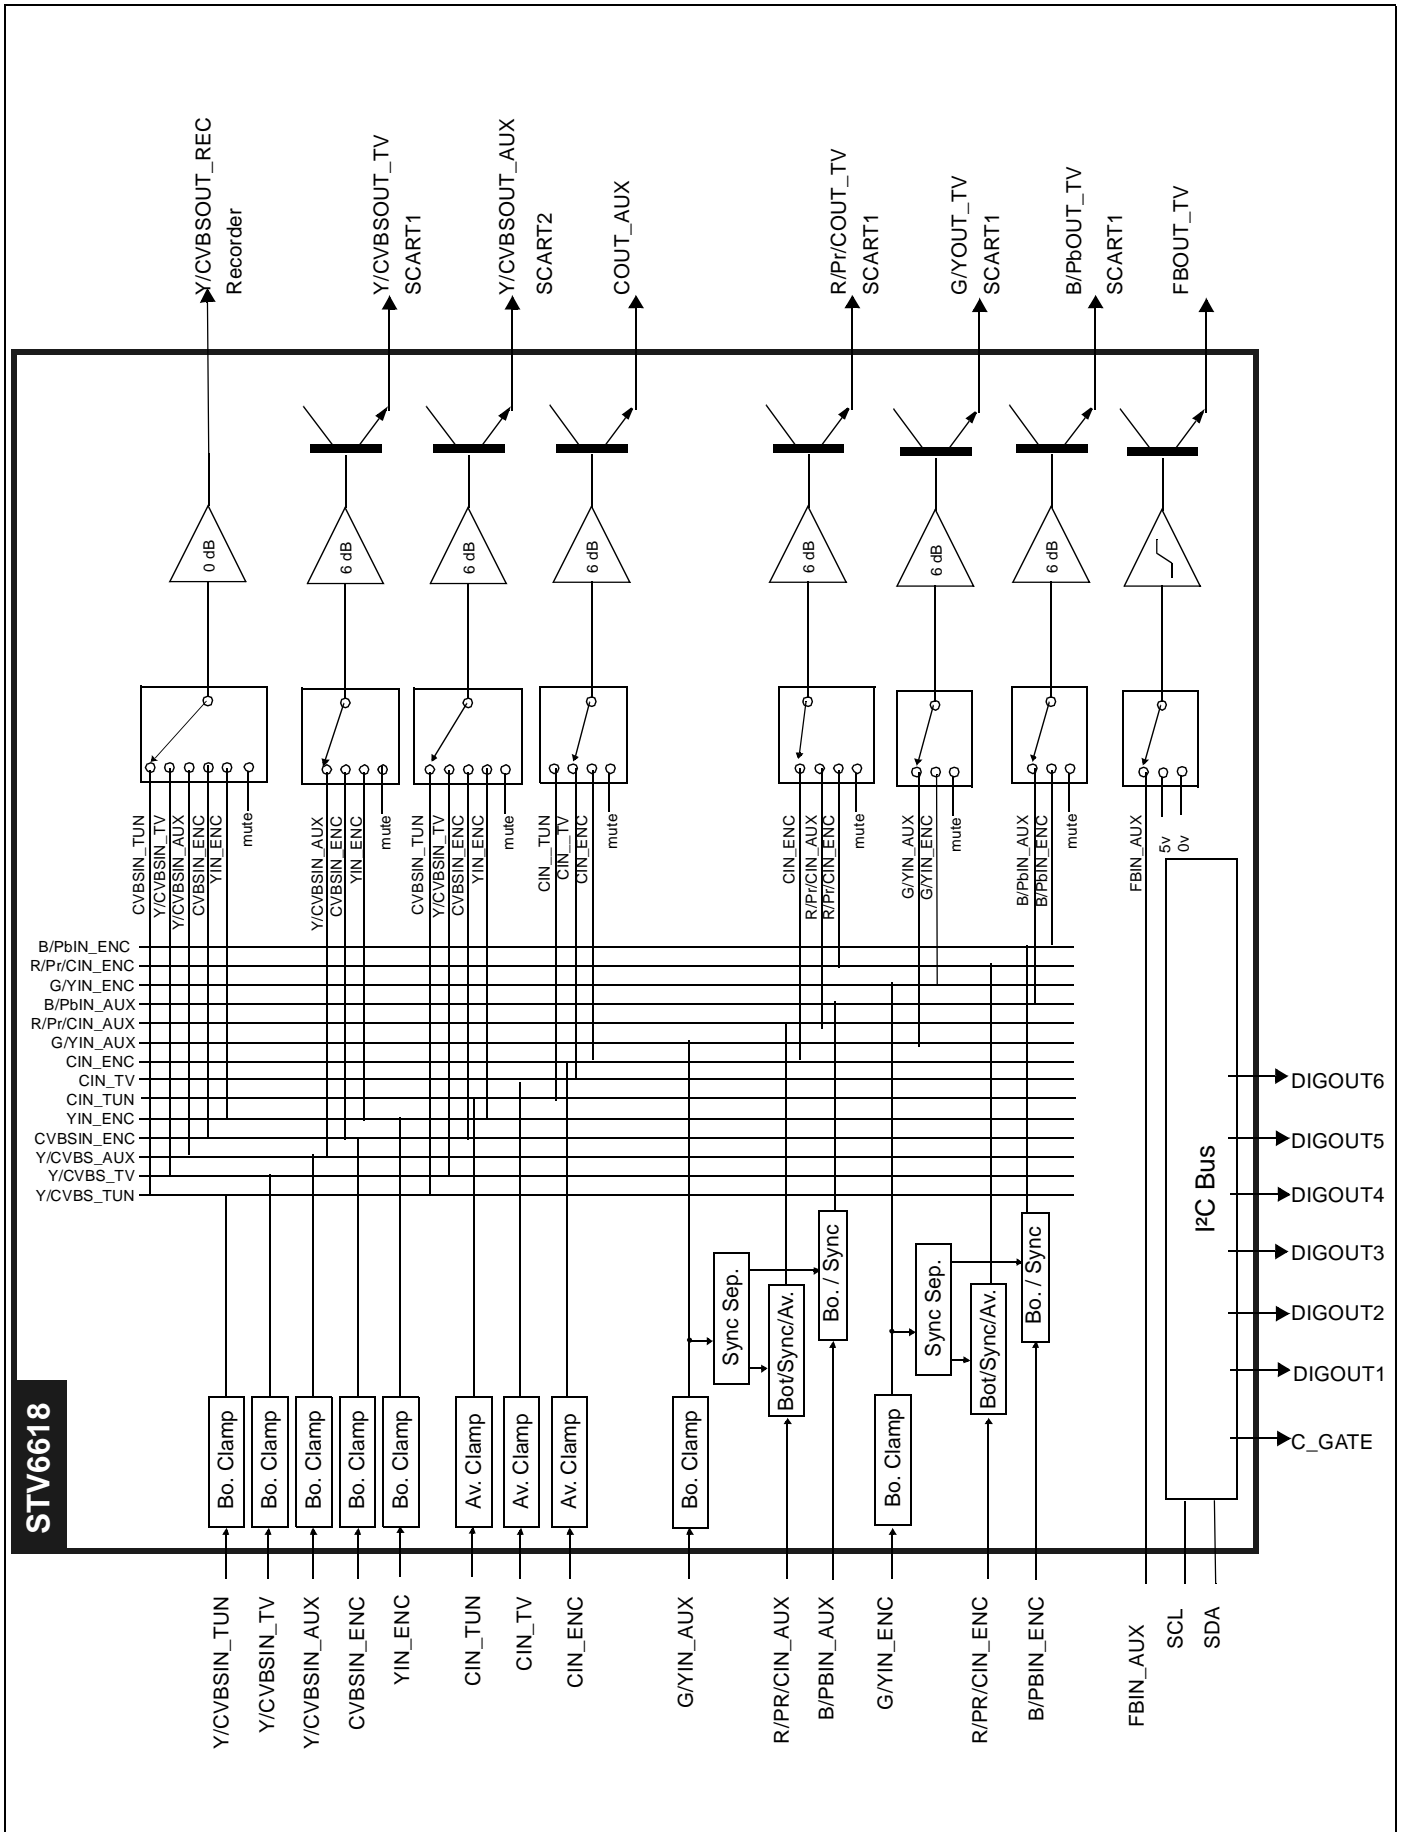 Y/CVBSOUT_REC
Recorder
Y/CVBSOUT_TV
SCART1
Y/CVBSOUT_AUX
SCART2
COUT_AUX
R/Pr/COUT_TV
SCART1
G/YOUT_TV
SCART1
B/PbOUT_TV
SCART1
FBOUT_TV
0 dB
6 dB
6 dB
6 dB
6 dB
6 dB
6 dB
CVBSIN_TUN
Y/CVBSIN_TV
Y/CVBSIN_AUX
CVBSIN_ENC
YIN_ENC
mute
Y/CVBSIN_AUX
CVBSIN_ENC
YIN_ENC
mute
CVBSIN_TUN
Y/CVBSIN_TV
CVBSIN_ENC
YIN_ENC
mute
CIN__TUN
CIN__TV
CIN_ENC
mute
CIN_ENC
R/Pr/CIN_AUX
R/Pr/CIN_ENC
mute
G/YIN_AUX
G/YIN_ENC
mute
B/PbIN_AUX
B/PbIN_ENC
mute
FBIN_AUX
5v
0v
B/PbIN_ENC
R/Pr/CIN_ENC
G/YIN_ENC
B/PbIN_AUX
R/Pr/CIN_AUX
G/YIN_AUX
CIN_ENC
CIN_TV
CIN_TUN
YIN_ENC
CVBSIN_ENC
Y/CVBS_AUX
Y/CVBS_TV
Y/CVBS_TUN
I²C Bus
DIGOUT6
DIGOUT5
DIGOUT4
DIGOUT3
DIGOUT2
DIGOUT1
C_GATE
Sync Sep.
Bot/Sync/Av.
Bo. / Sync
Sync Sep.
Bot/Sync/Av.
Bo. / Sync
STV6618
Bo. Clamp
Bo. Clamp
Bo. Clamp
Bo. Clamp
Bo. Clamp
Av. Clamp
Av. Clamp
Av. Clamp
Bo. Clamp
Bo. Clamp
Y/CVBSIN_TUN
Y/CVBSIN_TV
Y/CVBSIN_AUX
CVBSIN_ENC
YIN_ENC
CIN_TUN
CIN_TV
CIN_ENC
G/YIN_AUX
R/PR/CIN_AUX
B/PBIN_AUX
G/YIN_ENC
R/PR/CIN_ENC
B/PBIN_ENC
FBIN_AUX
SCL
SDA